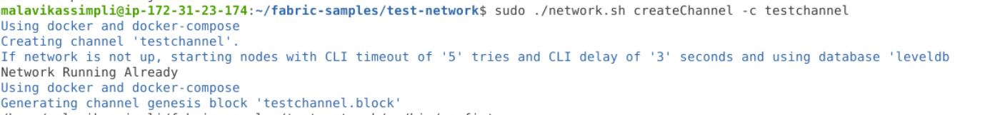 malavikassimpli@ip-172-31-23-174:~/fabric-samples/test-network$ sudo ./network.sh createChannel -c testchannel
Using docker and docker-compose
Creating channel 'testchannel'.
If network is not up, starting nodes with CLI timeout of '5' tries and CLI delay of '3' seconds and using database 'leveldb
Network Running Already
Using docker and docker-compose
Generating channel genesis block 'testchannel.block'